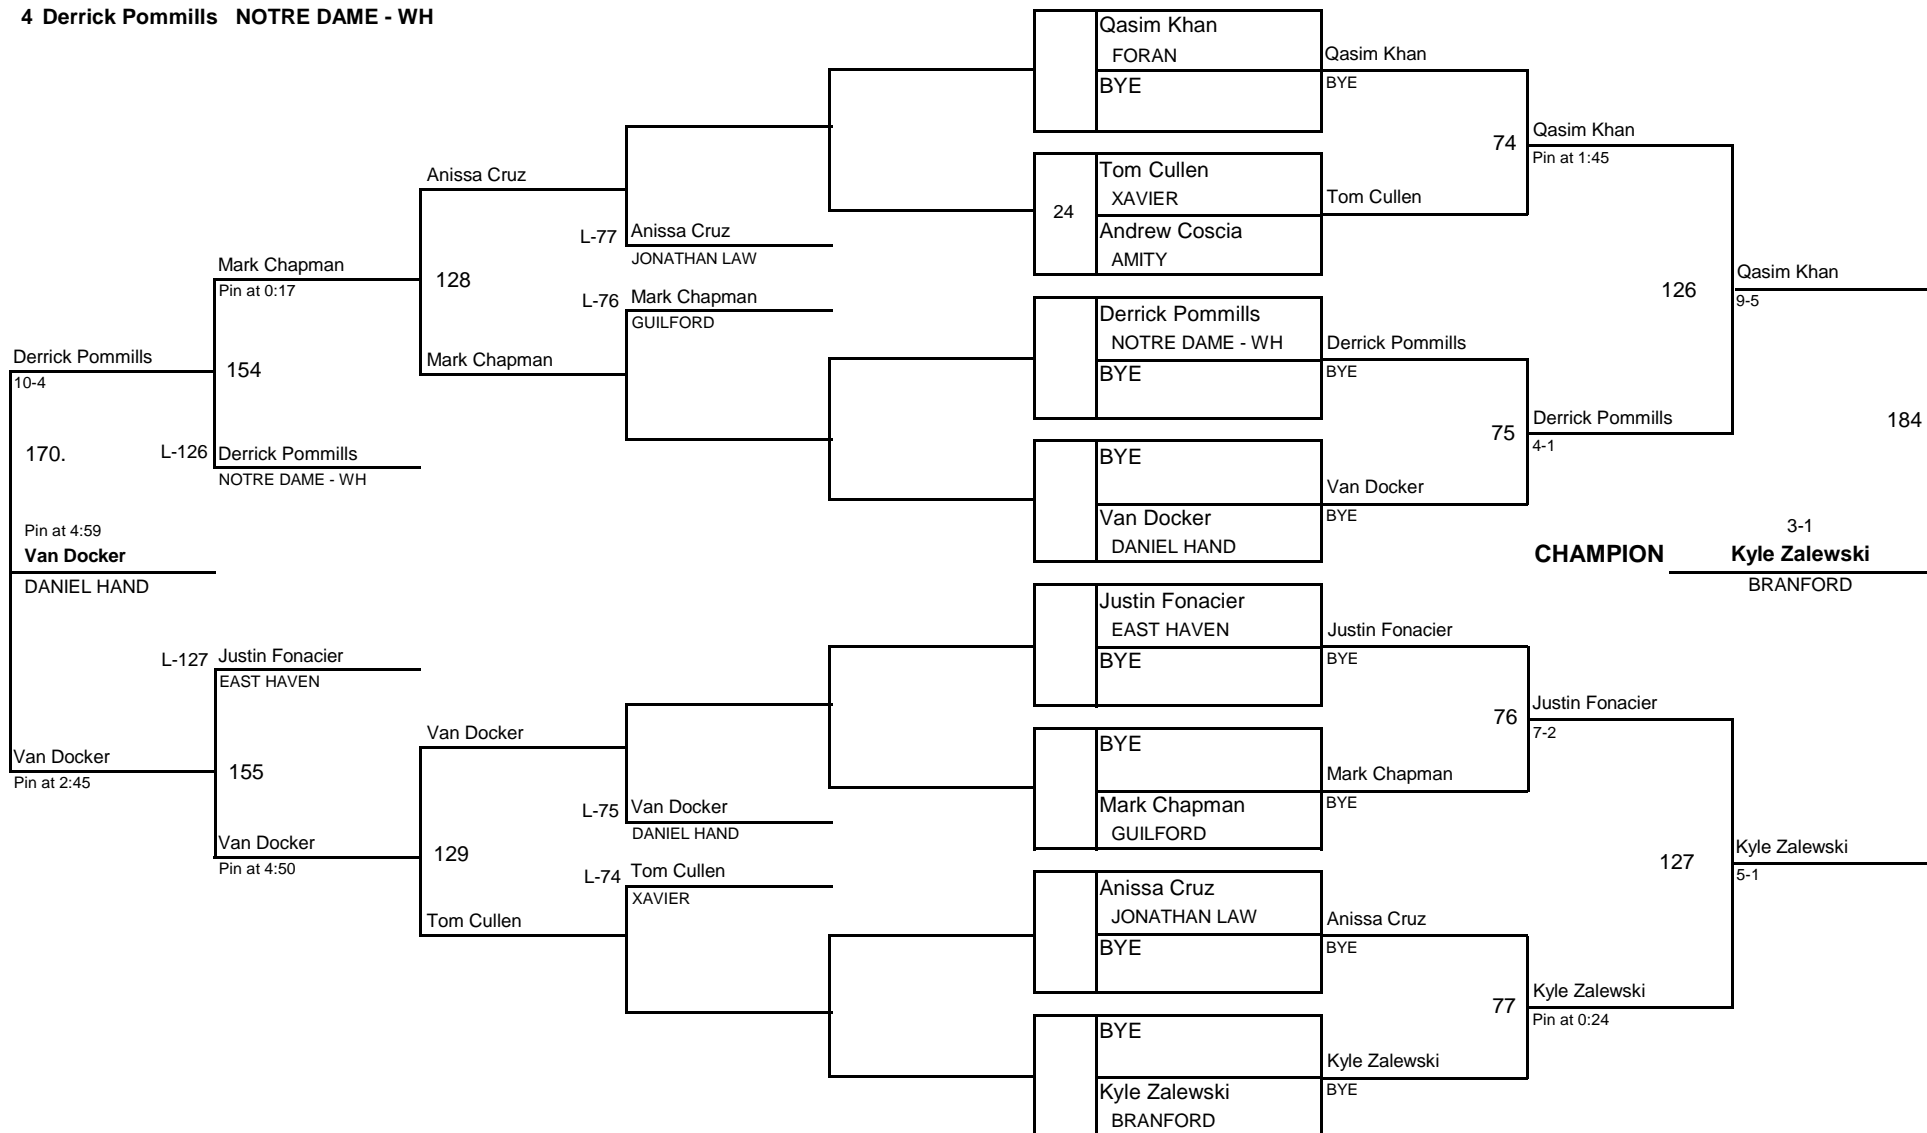 4 Derrick Pommills NOTRE DAME - WH
Qasim Khan
FORAN
BYE
Qasim Khan
BYE
24
Tom Cullen
XAVIER
Andrew Coscia
AMITY
Tom Cullen
74
Qasim Khan
Pin at 1:45
Derrick Pommills
NOTRE DAME - WH
BYE
Derrick Pommills
BYE
BYE
Van Docker
DANIEL HAND
Van Docker
BYE
75
Derrick Pommills
4-1
126
Qasim Khan
9-5
184
3-1
CHAMPION Kyle Zalewski
BRANFORD
Justin Fonacier
EAST HAVEN
BYE
Justin Fonacier
BYE
BYE
Mark Chapman
GUILFORD
Mark Chapman
BYE
76
Justin Fonacier
7-2
Anissa Cruz
JONATHAN LAW
BYE
Anissa Cruz
BYE
BYE
Kyle Zalewski
BRANFORD
Kyle Zalewski
BYE
77
Kyle Zalewski
Pin at 0:24
127
Kyle Zalewski
5-1
Anissa Cruz
L-77 Anissa Cruz
JONATHAN LAW
128
L-76 Mark Chapman
GUILFORD
Mark Chapman
Mark Chapman
Pin at 0:17
154
L-126 Derrick Pommills
NOTRE DAME - WH
Derrick Pommills
10-4
170.
Pin at 4:59
Van Docker
DANIEL HAND
L-127 Justin Fonacier
EAST HAVEN
155
Van Docker
Pin at 2:45
Van Docker
Pin at 4:50
Van Docker
L-75 Van Docker
DANIEL HAND
129
L-74 Tom Cullen
XAVIER
Tom Cullen